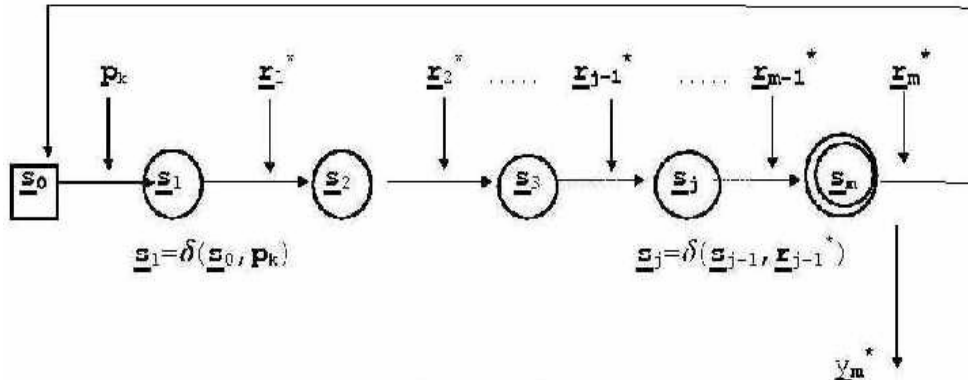 pₖ r₁* r₂* ..... rⱼ₋₁* ..... rₘ₋₁* rₘ*
s₀ s₁ s₂ s₃ sⱼ sₘ
s₁=δ(s₀,pₖ) sⱼ=δ(sⱼ₋₁,rⱼ₋₁*)
yₘ*